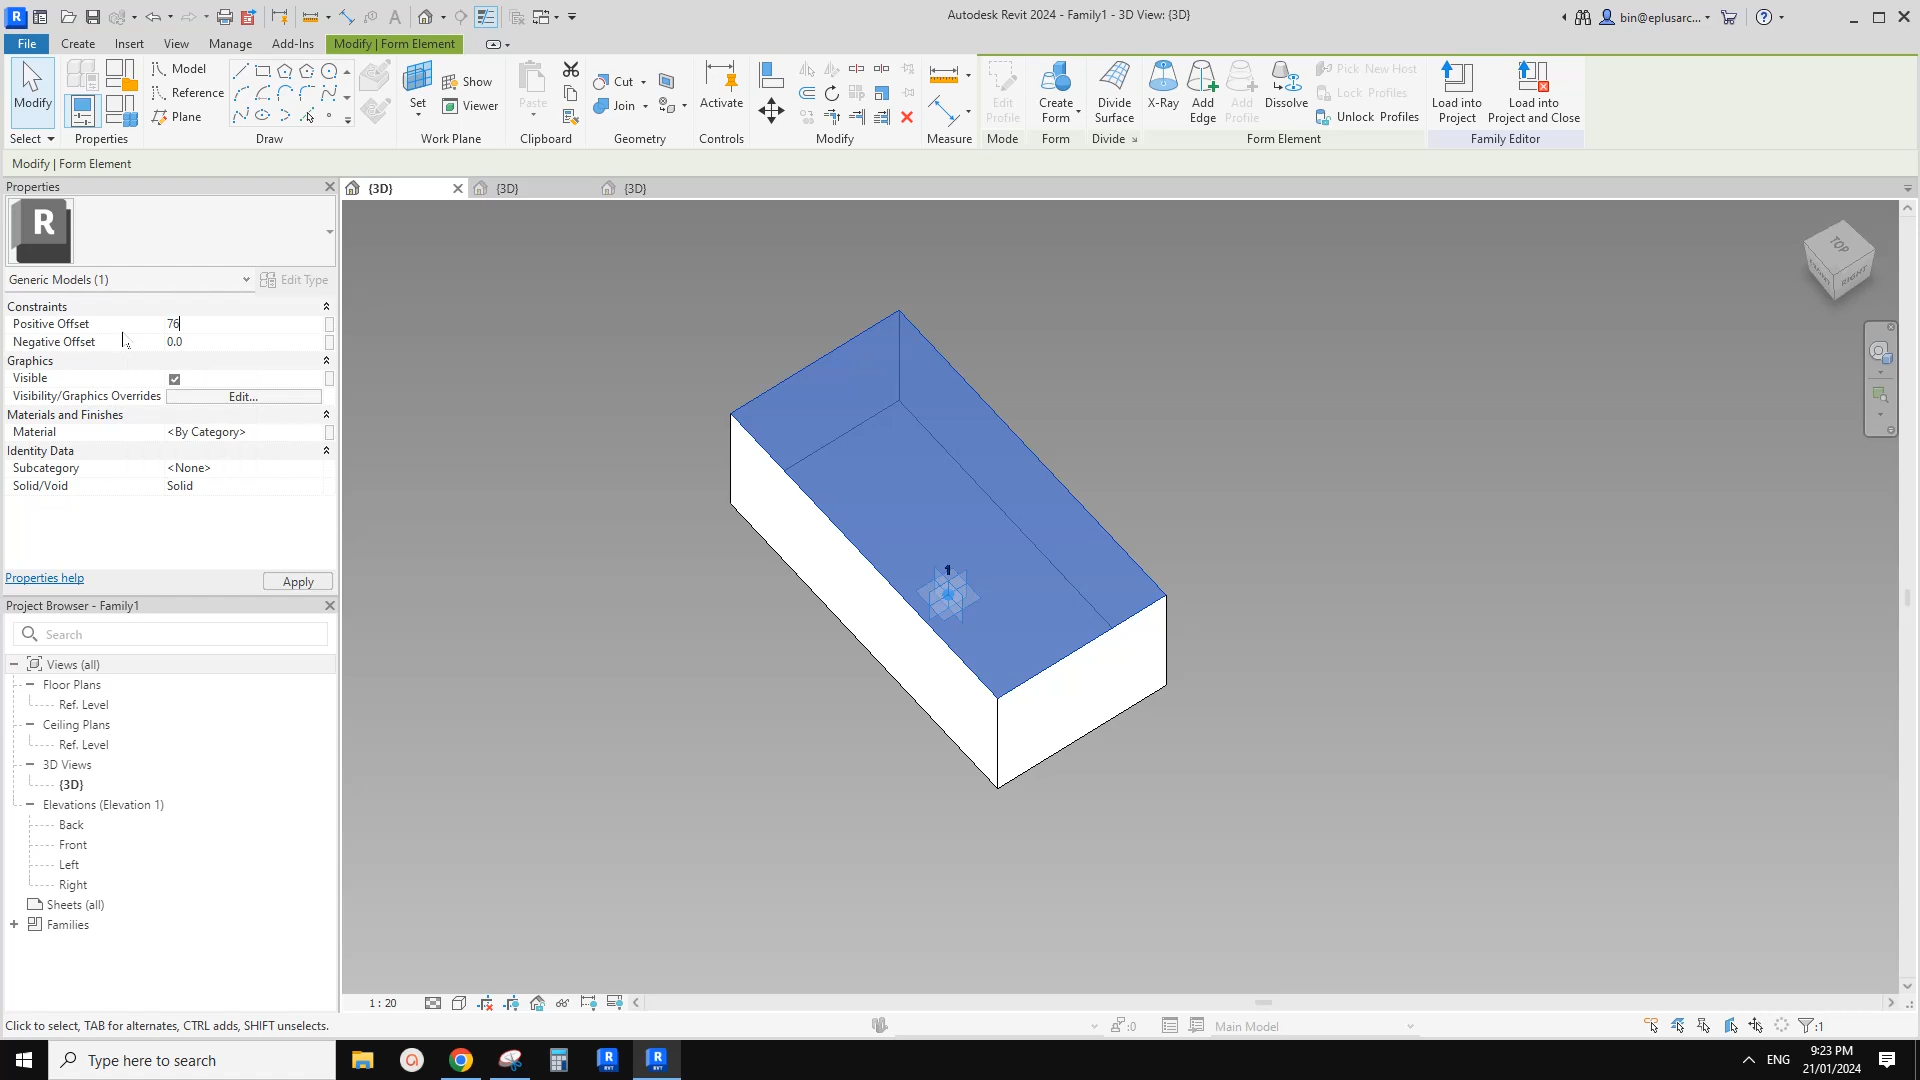 Autodesk Revit 2024 - Family1 - 3D View: {3D}
bin@eplusarc...
File Create Insert View Manage Add-Ins Modify | Form Element
Modify
Model
Reference
Plane
Set
Show
Viewer
Paste
Cut
Join
Activate
Edit
Profile
Create
Form
Divide
Surface
X-Ray
Add
Edge
Add
Profile
Dissolve
Pick New Host
Lock Profiles
Unlock Profiles
Load into
Project
Load into
Project and Close
Select Properties Draw Work Plane Clipboard Geometry Controls Modify Measure Mode Form Divide Form Element Family Editor
Modify | Form Element
Properties
{3D} {3D} {3D}
R
Generic Models (1)
Edit Type
Constraints
Positive Offset 76
Negative Offset 0.0
Graphics
Visible
Visibility/Graphics Overrides Edit...
Materials and Finishes
Material <By Category>
Identity Data
Subcategory <None>
Solid/Void Solid
Properties help
Apply
TOP
RIGHT
1
Project Browser - Family1
Search
Views (all)
Floor Plans
Ref. Level
Ceiling Plans
Ref. Level
3D Views
{3D}
Elevations (Elevation 1)
Back
Front
Left
Right
Sheets (all)
Families
1 : 20
Click to select, TAB for alternates, CTRL adds, SHIFT unselects.
:0
Main Model
:1
Type here to search
ENG
9:23 PM
21/01/2024